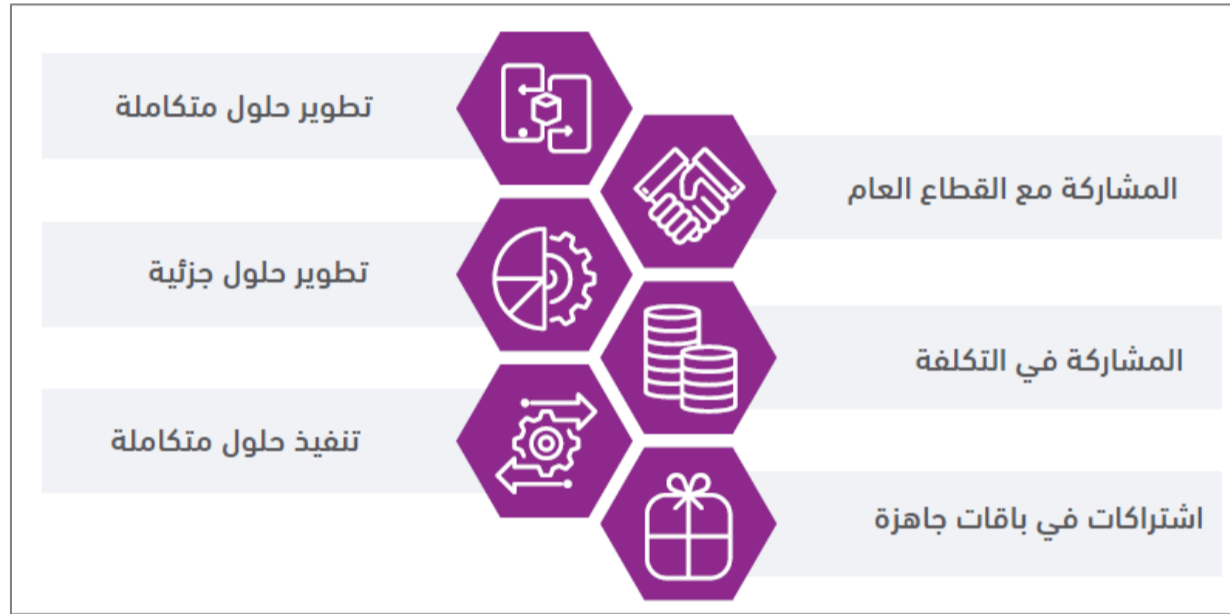 تطوير حلول متكاملة
المشاركة مع القطاع العام
تطوير حلول جزئية
المشاركة في التكلفة
تنفيذ حلول متكاملة
اشتراكات في باقات جاهزة